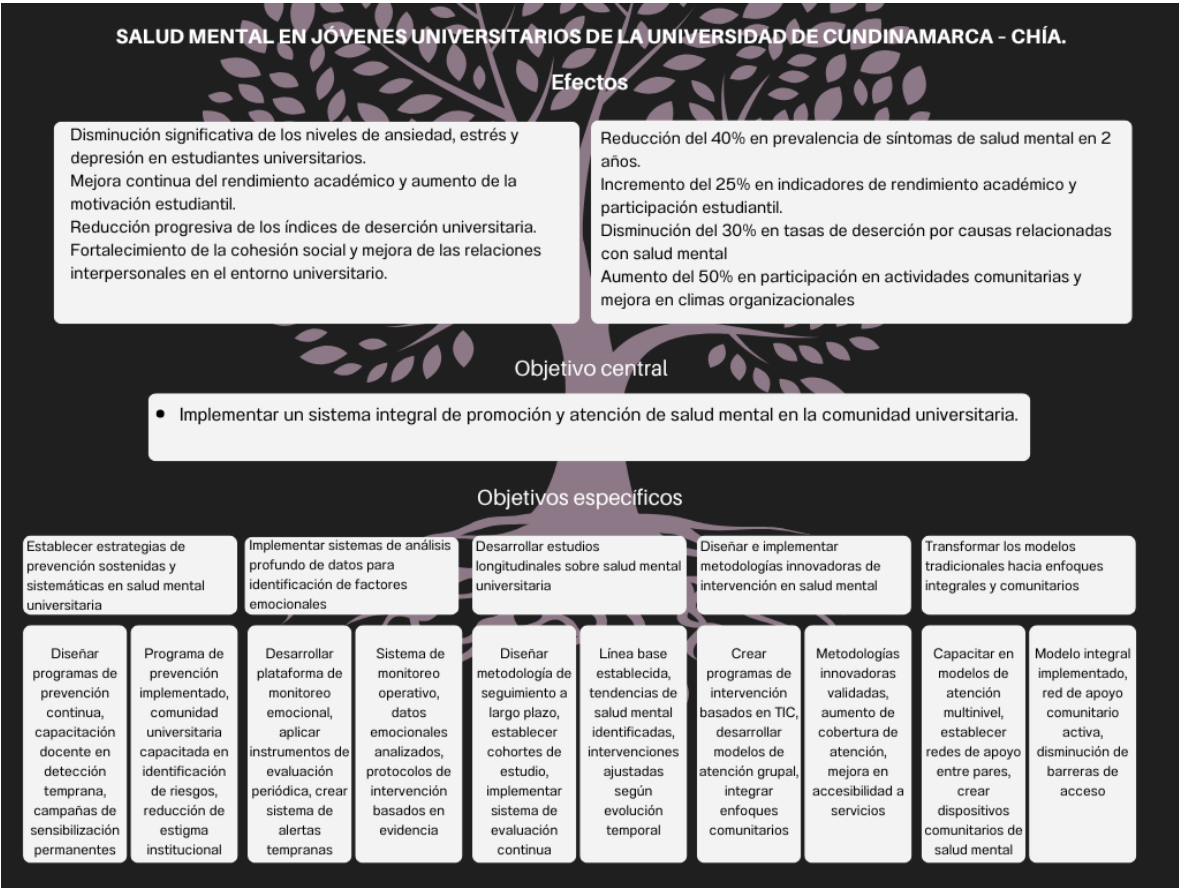 SALUD MENTAL EN JÓVENES UNIVERSITARIOS DE LA UNIVERSIDAD DE CUNDINAMARCA - CHÍA.
Efectos
Disminución significativa de los niveles de ansiedad, estrés y
depresión en estudiantes universitarios.
Mejora continua del rendimiento académico y aumento de la
motivación estudiantil.
Reducción progresiva de los índices de deserción universitaria.
Fortalecimiento de la cohesión social y mejora de las relaciones
interpersonales en el entorno universitario.
Reducción del 40% en prevalencia de síntomas de salud mental en 2
años.
Incremento del 25% en indicadores de rendimiento académico y
participación estudiantil.
Disminución del 30% en tasas de deserción por causas relacionadas
con salud mental
Aumento del 50% en participación en actividades comunitarias y
mejora en climas organizacionales
Objetivo central
• Implementar un sistema integral de promoción y atención de salud mental en la comunidad universitaria.
Objetivos específicos
Establecer estrategias de
prevención sostenidas y
sistemáticas en salud mental
universitaria
Implementar sistemas de análisis
profundo de datos para
identificación de factores
emocionales
Desarrollar estudios
longitudinales sobre salud mental
universitaria
Diseñar e implementar
metodologías innovadoras de
intervención en salud mental
Transformar los modelos
tradicionales hacia enfoques
integrales y comunitarios
Diseñar
programas de
prevención
continua,
capacitación
docente en
detección
temprana,
campañas de
sensibilización
permanentes
Programa de
prevención
implementado,
comunidad
universitaria
capacitada en
identificación
de riesgos,
reducción de
estigma
institucional
Desarrollar
plataforma de
monitoreo
emocional,
aplicar
instrumentos de
evaluación
periódica, crear
sistema de
alertas
tempranas
Sistema de
monitoreo
operativo,
datos
emocionales
analizados,
protocolos de
intervención
basados en
evidencia
Diseñar
metodología de
seguimiento a
largo plazo,
establecer
cohortes de
estudio,
implementar
sistema de
evaluación
continua
Línea base
establecida,
tendencias de
salud mental
identificadas,
intervenciones
ajustadas
según
evolución
temporal
Crear
programas de
intervención
basados en TIC,
desarrollar
modelos de
atención grupal,
integrar
enfoques
comunitarios
Metodologías
innovadoras
validadas,
aumento de
cobertura de
atención,
mejora en
accesibilidad a
servicios
Capacitar en
modelos de
atención
multinivel,
establecer
redes de apoyo
entre pares,
crear
dispositivos
comunitarios de
salud mental
Modelo integral
implementado,
red de apoyo
comunitario
activa,
disminución de
barreras de
acceso